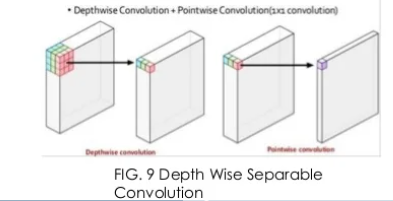 • Depthwise Convolution + Pointwise Convolution(1x1 convolution)
Depthwise convolution
Pointwise convolution
FIG. 9 Depth Wise Separable
Convolution